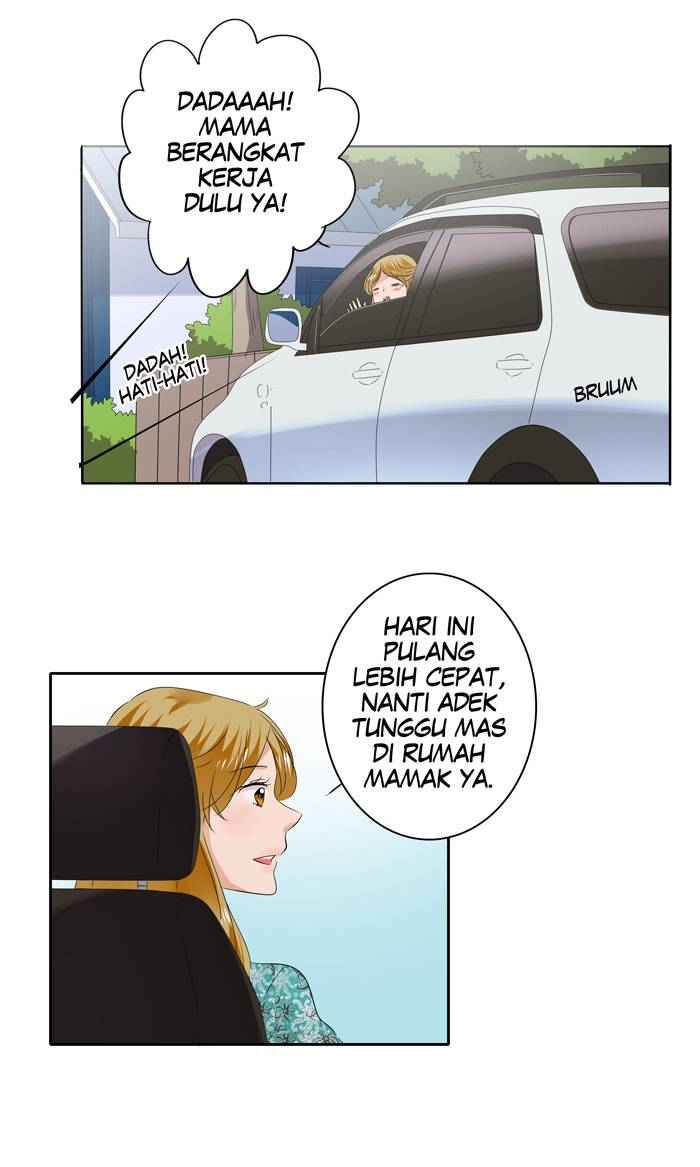 DADAAAH!
MAMA
BERANGKAT
KERJA
DULU YA!
DADAH!
HATI-HATI!
BRUUM
HARI INI
PULANG
LEBIH CEPAT,
NANTI ADEK
TUNGGU MAS
DI RUMAH
MAMAK YA.